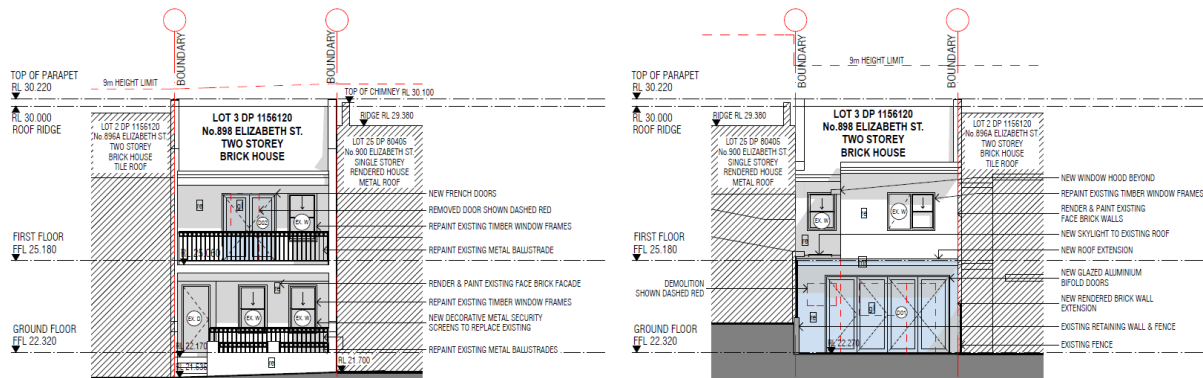 BOUNDARY
BOUNDARY
TOP OF PARAPET
RL 30.220
9m HEIGHT LIMIT
TOP OF CHIMNEY RL 30.100
RL 30.000
ROOF RIDGE
RIDGE RL 29.380
LOT 3 DP 1156120
No.898 ELIZABETH ST.
TWO STOREY
BRICK HOUSE
LOT 2 DP 1156120
No.896A ELIZABETH ST.
TWO STOREY
BRICK HOUSE
TILE ROOF
LOT 25 DP 80405
No.900 ELIZABETH ST.
SINGLE STOREY
RENDERED HOUSE
METAL ROOF
NEW FRENCH DOORS
REMOVED DOOR SHOWN DASHED RED
REPAINT EXISTING TIMBER WINDOW FRAMES
REPAINT EXISTING METAL BALUSTRADE
D02
EX. W
FIRST FLOOR
FFL 25.180
RL 25.060
RENDER & PAINT EXISTING FACE BRICK FACADE
REPAINT EXISTING TIMBER WINDOW FRAMES
NEW DECORATIVE METAL SECURITY
SCREENS TO REPLACE EXISTING
REPAINT EXISTING METAL BALUSTRADES
EX. D
EX. W
EX. W
GROUND FLOOR
FFL 22.320
RL 22.170
RL 21.700
BOUNDARY
BOUNDARY
9m HEIGHT LIMIT
TOP OF PARAPET
RL 30.220
RL 30.000
ROOF RIDGE
RIDGE RL 29.380
LOT 3 DP 1156120
No.898 ELIZABETH ST.
TWO STOREY
BRICK HOUSE
LOT 25 DP 80405
No.900 ELIZABETH ST.
SINGLE STOREY
RENDERED HOUSE
METAL ROOF
LOT 2 DP 1156120
No.896A ELIZABETH ST.
TWO STOREY
BRICK HOUSE
TILE ROOF
NEW WINDOW HOOD BEYOND
REPAINT EXISTING TIMBER WINDOW FRAMES
RENDER & PAINT EXISTING
FACE BRICK WALLS
NEW SKYLIGHT TO EXISTING ROOF
NEW ROOF EXTENSION
EX. W
EX. W
FIRST FLOOR
FFL 25.180
DEMOLITION
SHOWN DASHED RED
NEW GLAZED ALUMINIUM
BIFOLD DOORS
NEW RENDERED BRICK WALL
EXTENSION
EXISTING RETAINING WALL & FENCE
EXISTING FENCE
D01
GROUND FLOOR
FFL 22.320
RL 22.270